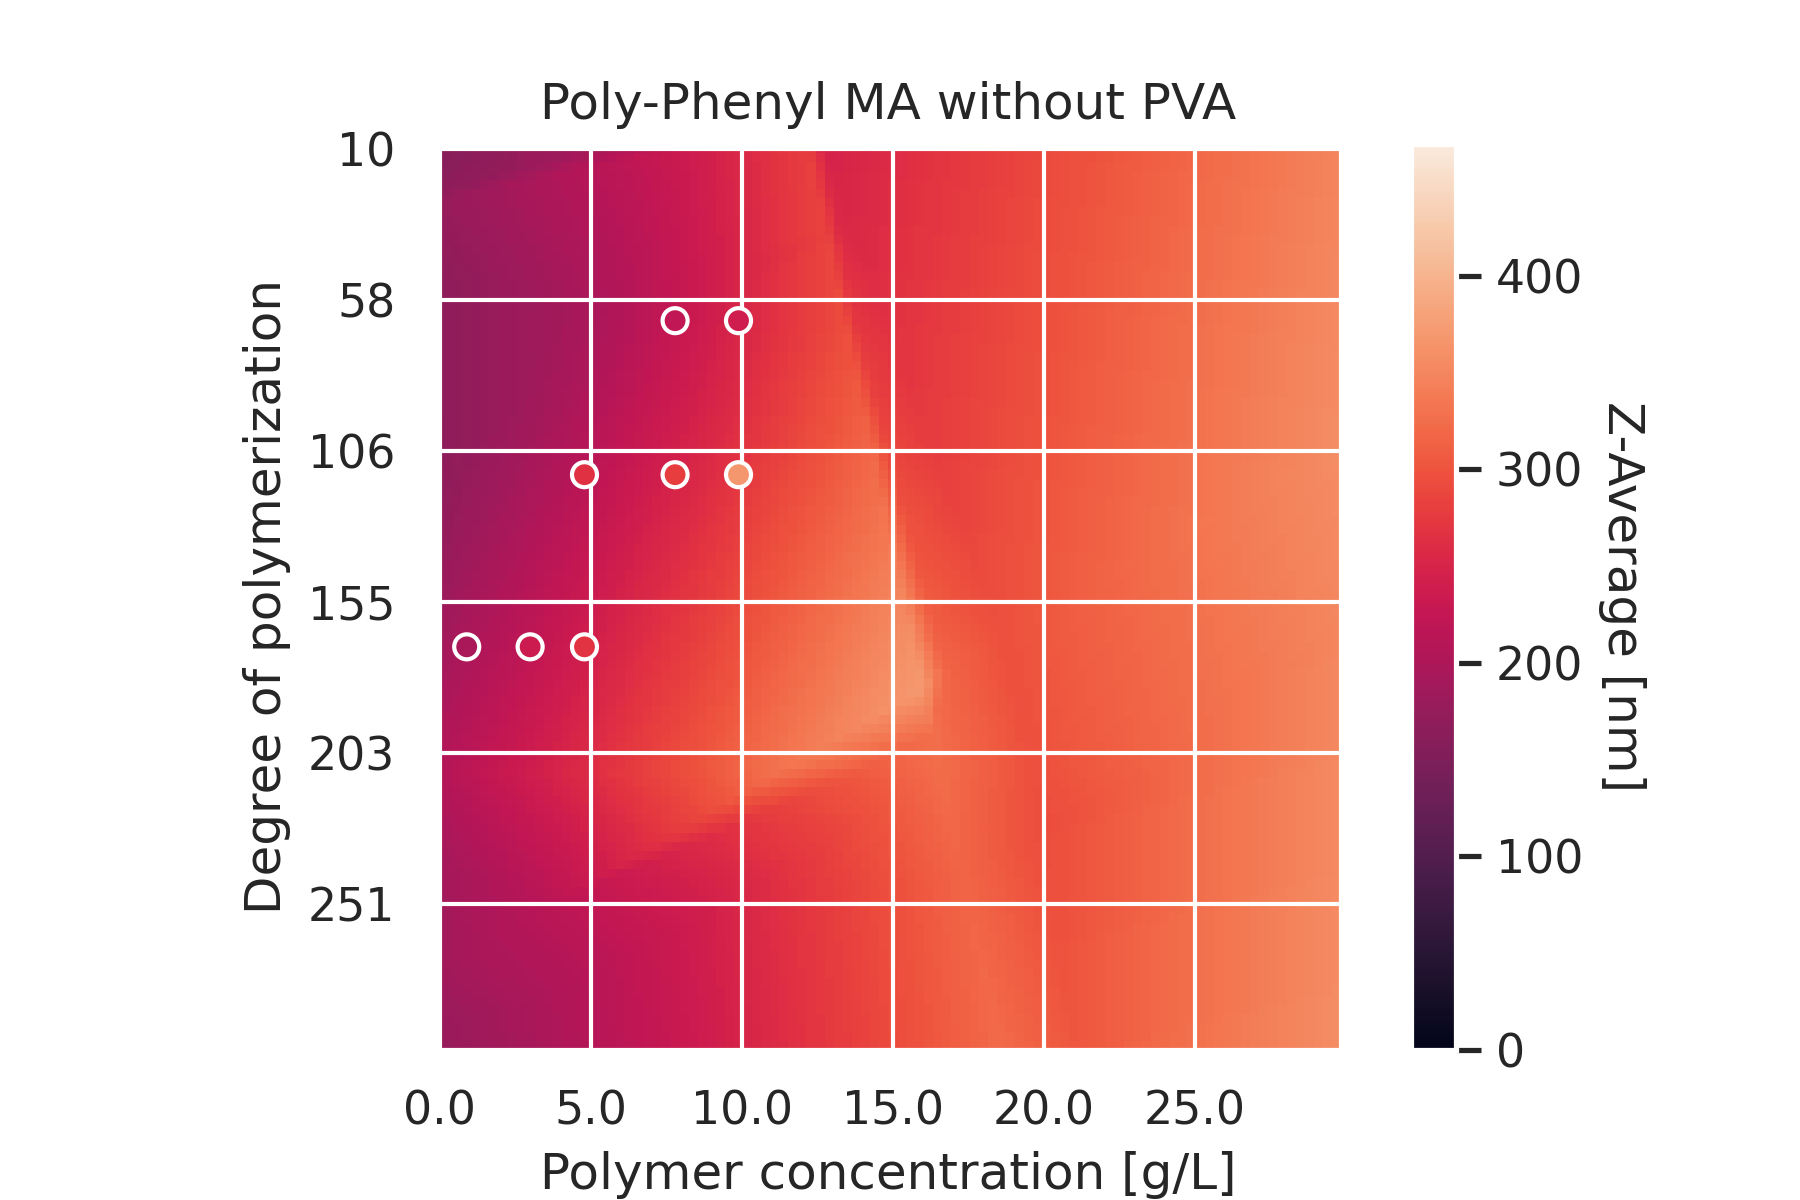 Poly-Phenyl MA without PVA
10
58
106
155
203
251
Degree of polymerization
0.0 5.0 10.0 15.0 20.0 25.0
Polymer concentration [g/L]
400
300
200
100
0
Z-Average [nm]